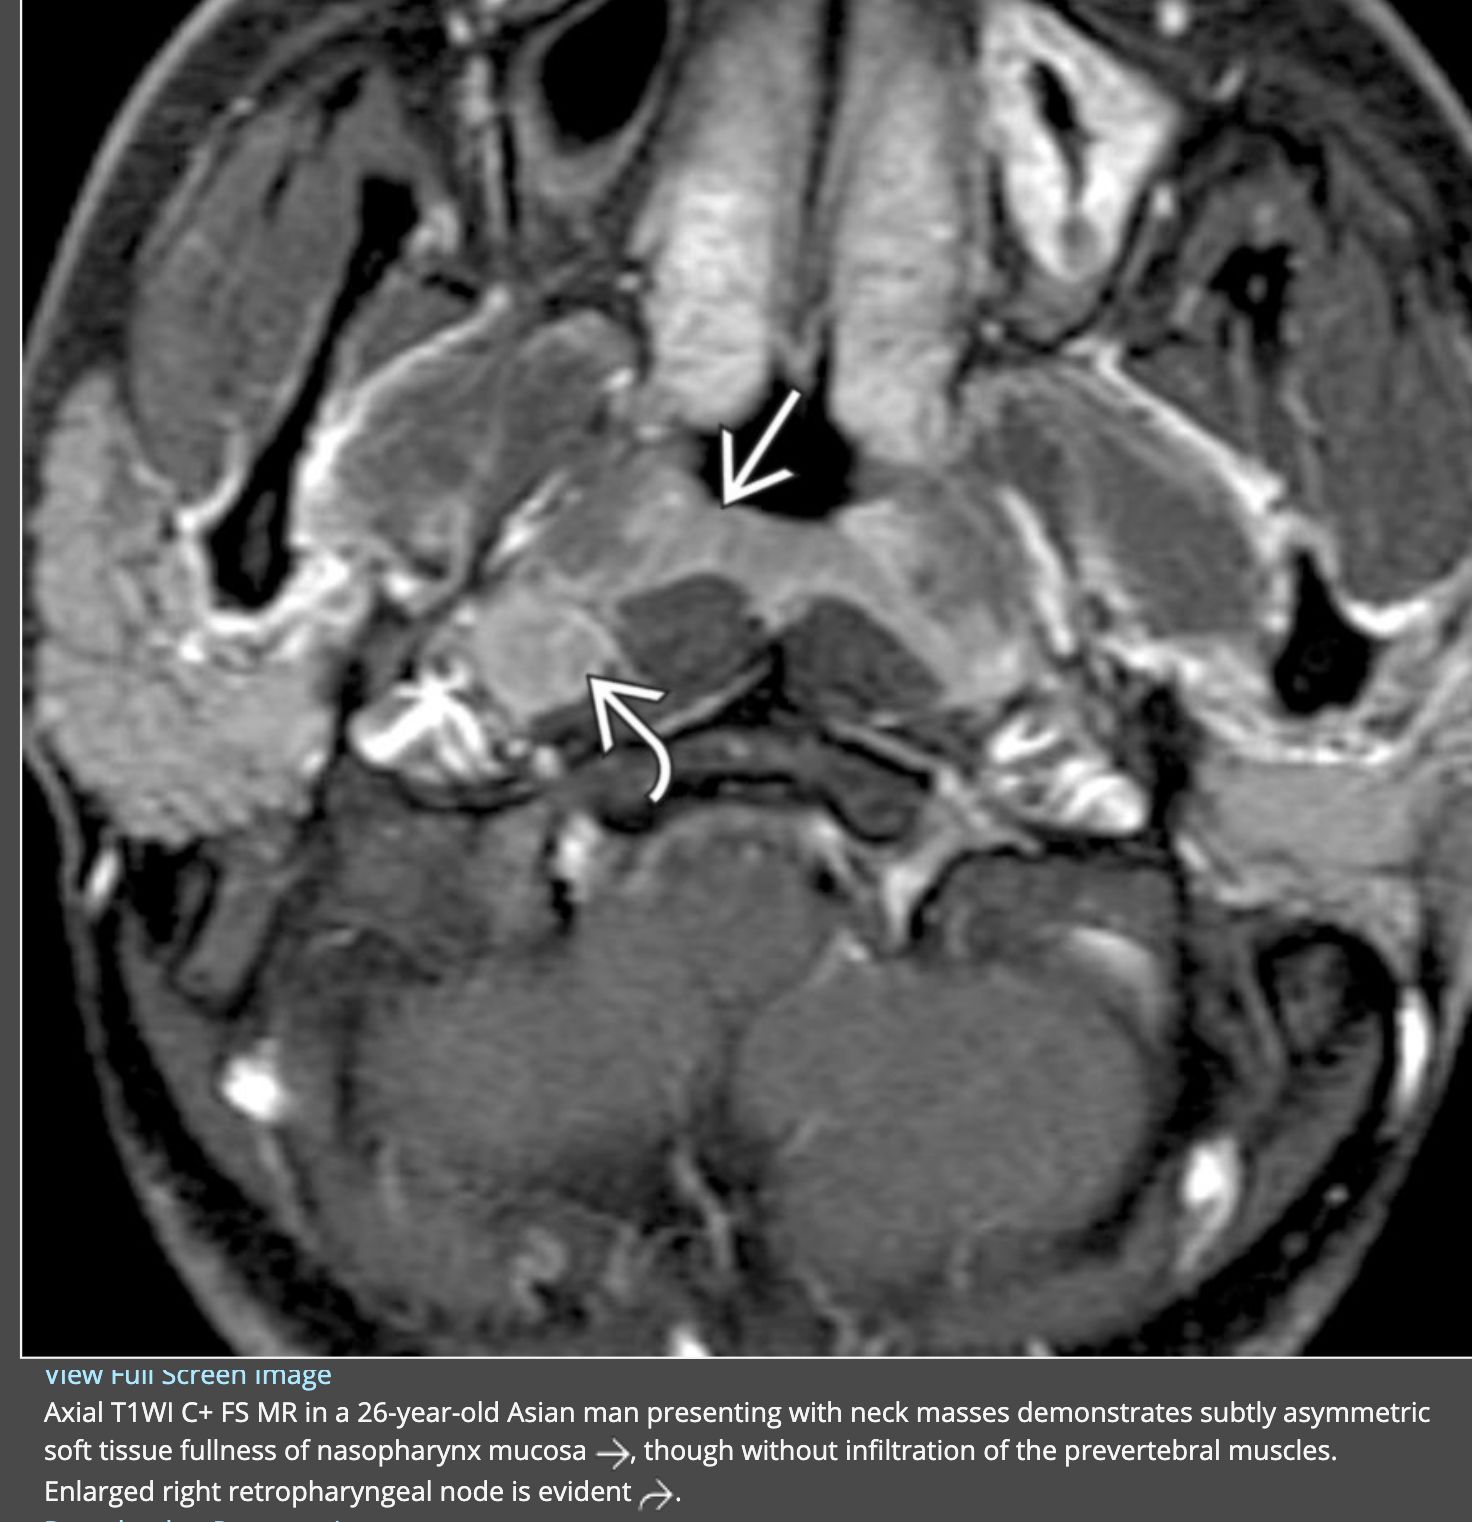 View Full Screen Image
Axial T1WI C+ FS MR in a 26-year-old Asian man presenting with neck masses demonstrates subtly asymmetric
soft tissue fullness of nasopharynx mucosa →, though without infiltration of the prevertebral muscles.
Enlarged right retropharyngeal node is evident ↷.